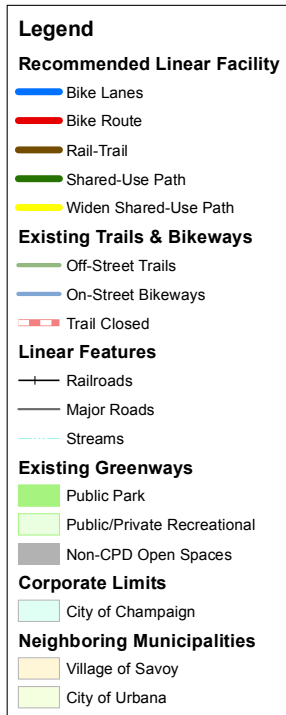 Legend
Recommended Linear Facility
Bike Lanes
Bike Route
Rail-Trail
Shared-Use Path
Widen Shared-Use Path
Existing Trails & Bikeways
Off-Street Trails
On-Street Bikeways
Trail Closed
Linear Features
Railroads
Major Roads
Streams
Existing Greenways
Public Park
Public/Private Recreational
Non-CPD Open Spaces
Corporate Limits
City of Champaign
Neighboring Municipalities
Village of Savoy
City of Urbana